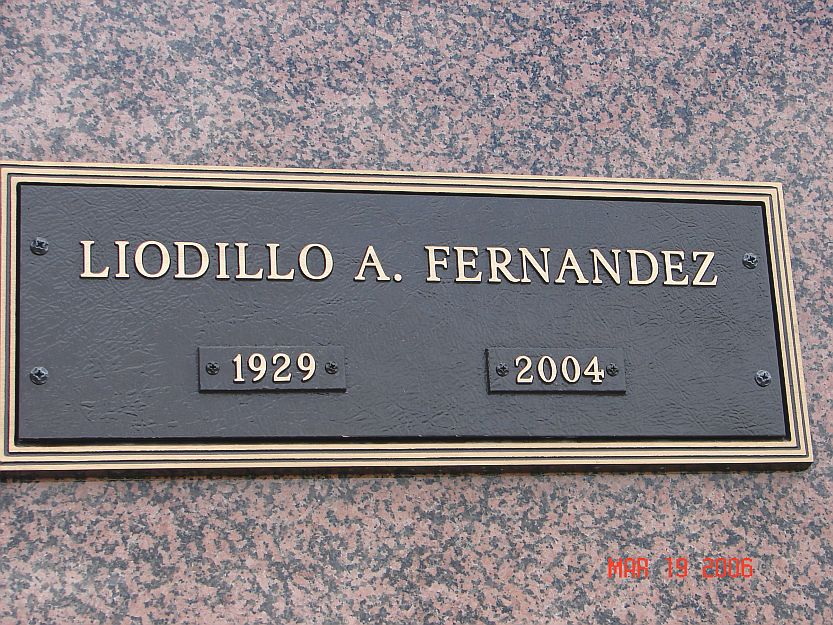 LIODILLO A. FERNANDEZ
1929 2004
MAR 19 2006